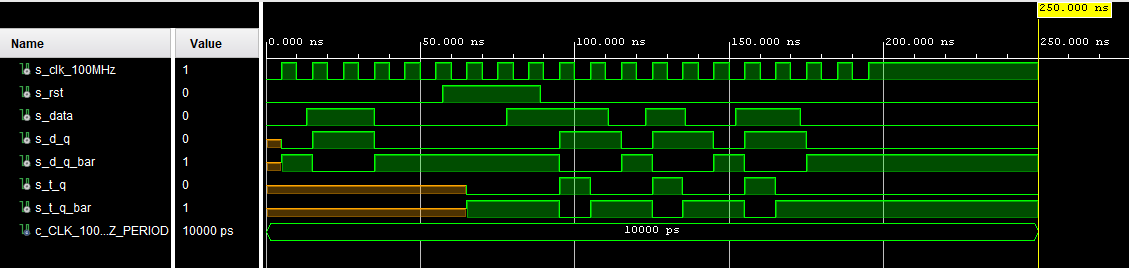 250.000 ns
Name Value
0.000 ns 50.000 ns 100.000 ns 150.000 ns 200.000 ns 250.000 ns
s_clk_100MHz 1
s_rst 0
s_data 0
s_d_q 0
s_d_q_bar 1
s_t_q 0
s_t_q_bar 1
c_CLK_100...Z_PERIOD 10000 ps 10000 ps